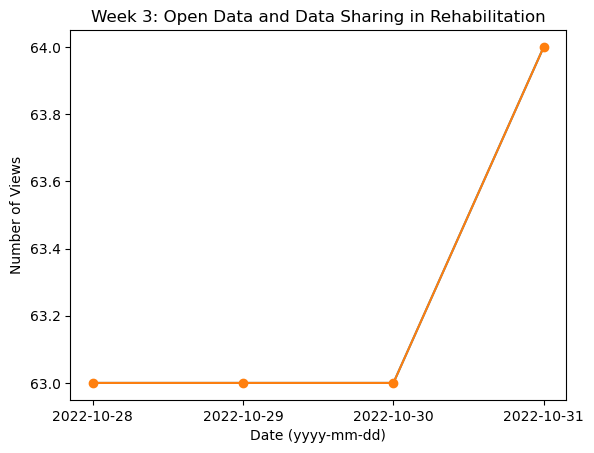 Week 3: Open Data and Data Sharing in Rehabilitation
64.0
63.8
63.6
63.4
63.2
63.0
Number of Views
2022-10-28 2022-10-29 2022-10-30 2022-10-31
Date (yyyy-mm-dd)